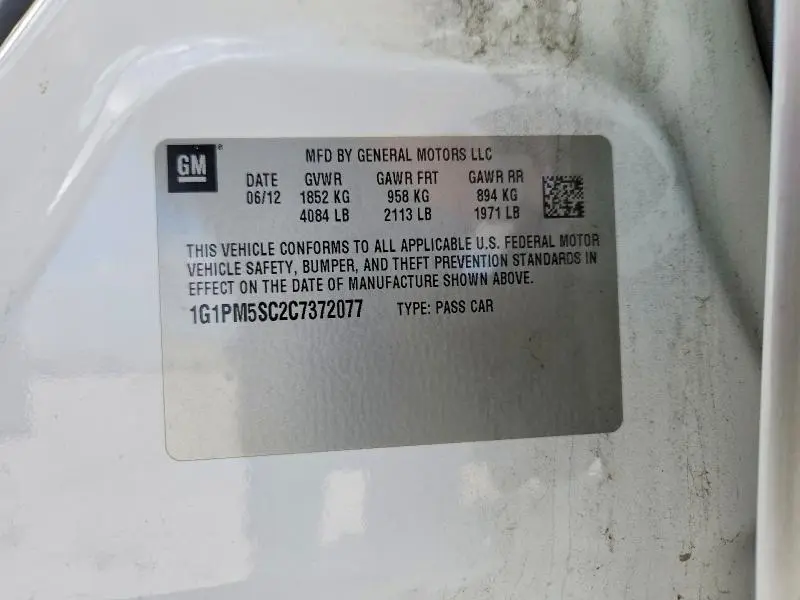 GM®
MFD BY GENERAL MOTORS LLC
DATE GVWR GAWR FRT GAWR RR
06/12 1852 KG 958 KG 894 KG
4084 LB 2113 LB 1971 LB
THIS VEHICLE CONFORMS TO ALL APPLICABLE U.S. FEDERAL MOTOR
VEHICLE SAFETY, BUMPER, AND THEFT PREVENTION STANDARDS IN
EFFECT ON THE DATE OF MANUFACTURE SHOWN ABOVE.
1G1PM5SC2C7372077 TYPE: PASS CAR